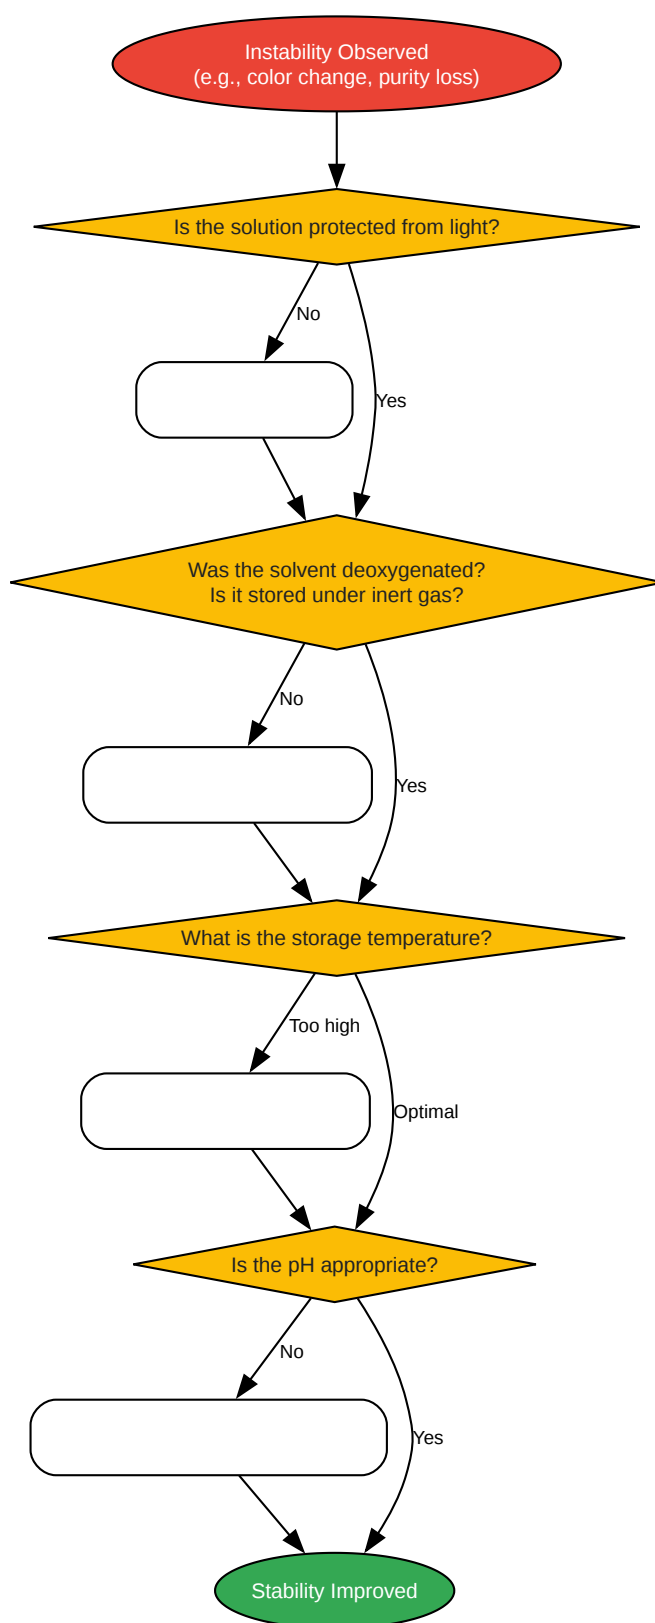 Instability Observed
(e.g., color change, purity loss)
Is the solution protected from light?
No
Yes
Was the solvent deoxygenated?
Is it stored under inert gas?
No
Yes
What is the storage temperature?
Too high
Optimal
Is the pH appropriate?
No
Yes
Stability Improved